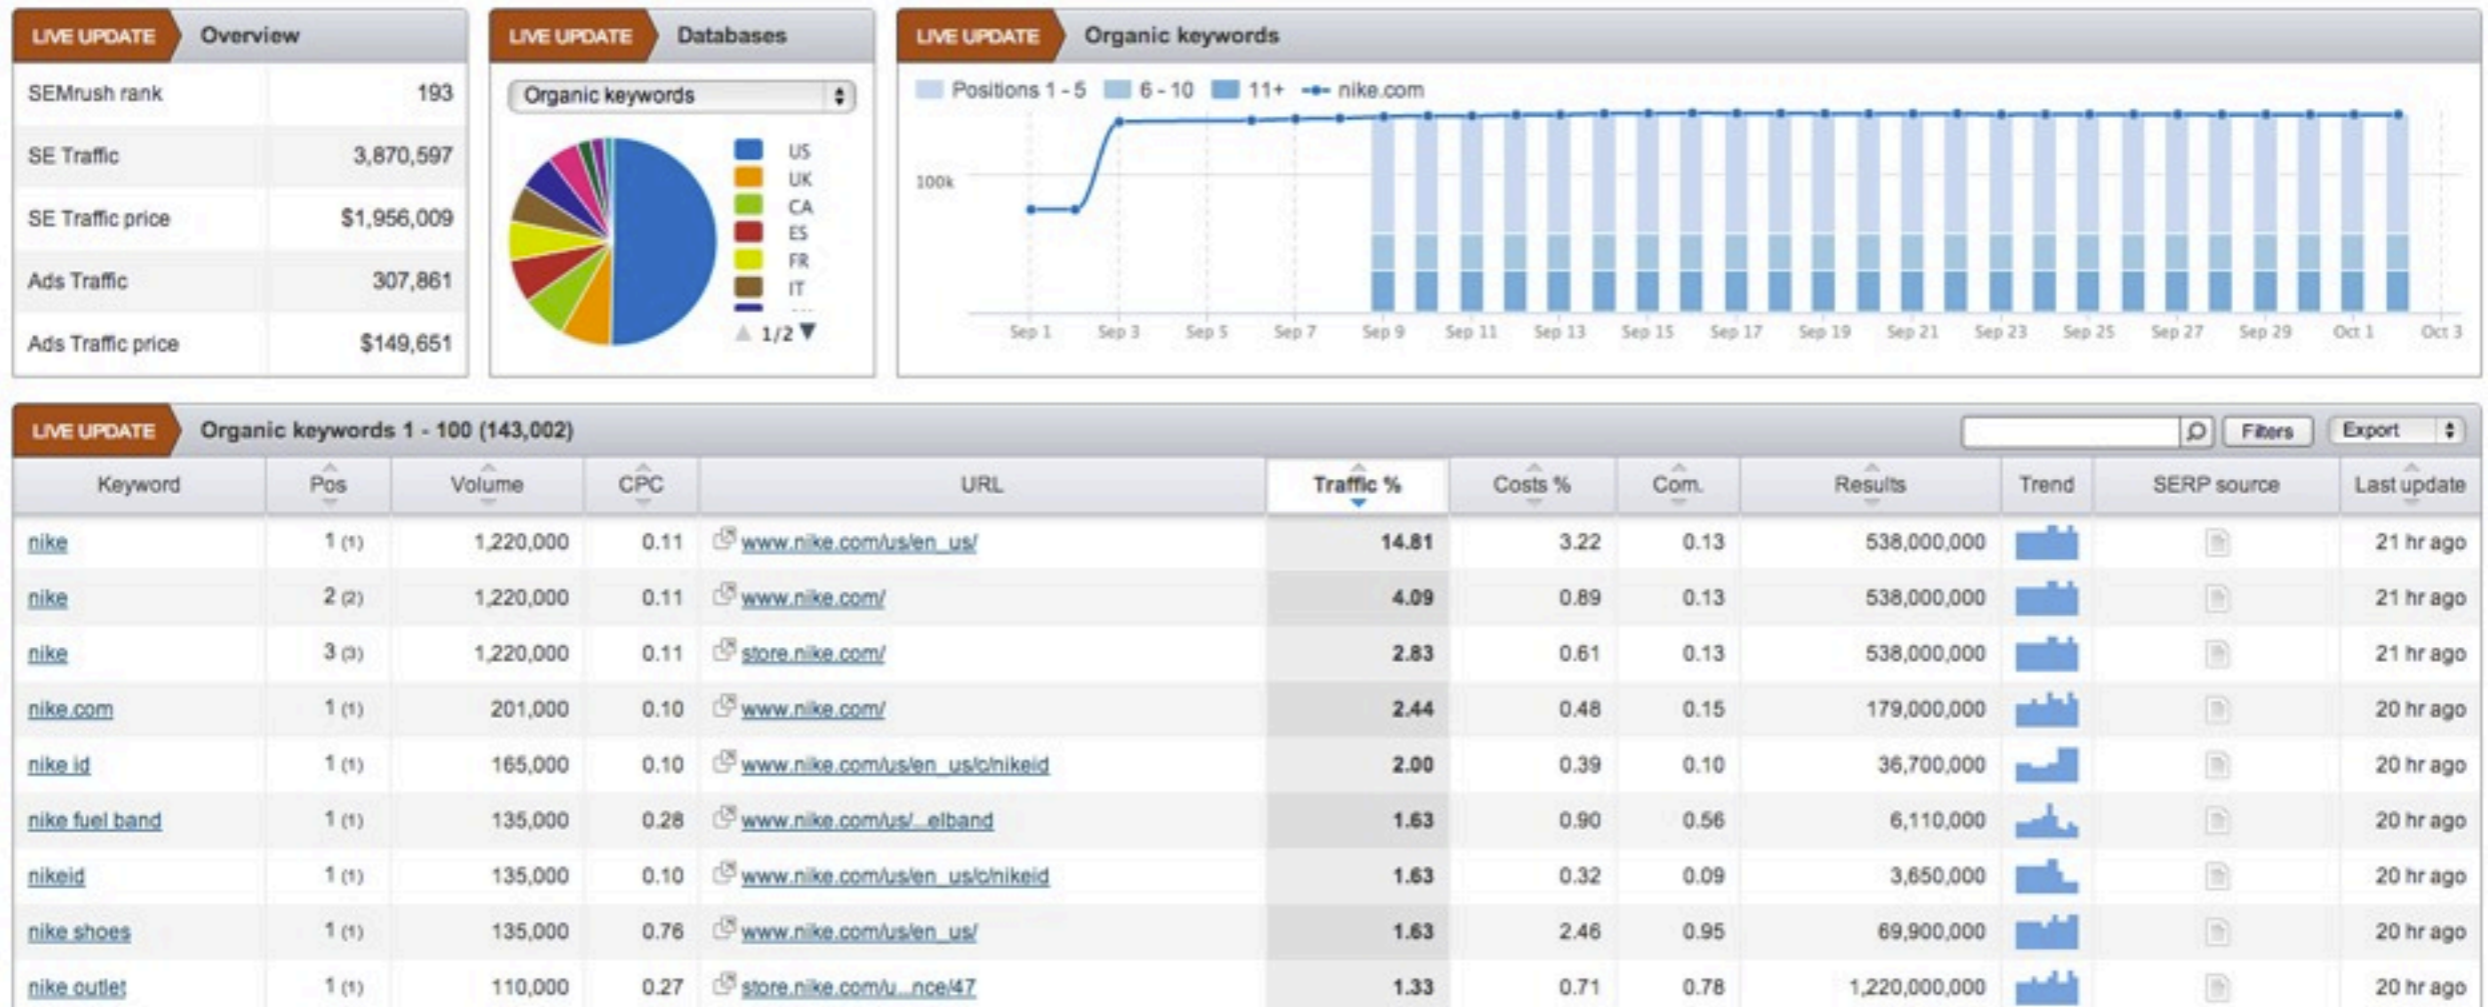 LIVE UPDATE Overview
SEMrush rank 193
SE Traffic 3,870,597
SE Traffic price $1,956,009
Ads Traffic 307,861
Ads Traffic price $149,651
LIVE UPDATE Databases
Organic keywords
US
UK
CA
ES
FR
IT
1/2
LIVE UPDATE Organic keywords
Positions 1 - 5 6 - 10 11+ nike.com
100k
Sep 1 Sep 3 Sep 5 Sep 7 Sep 9 Sep 11 Sep 13 Sep 15 Sep 17 Sep 19 Sep 21 Sep 23 Sep 25 Sep 27 Sep 29 Oct 1 Oct 3
LIVE UPDATE Organic keywords 1 - 100 (143,002) Filters Export
Keyword Pos Volume CPC URL Traffic % Costs % Com. Results Trend SERP source Last update
nike 1 (1) 1,220,000 0.11 www.nike.com/us/en_us/ 14.81 3.22 0.13 538,000,000 21 hr ago
nike 2 (2) 1,220,000 0.11 www.nike.com/ 4.09 0.89 0.13 538,000,000 21 hr ago
nike 3 (3) 1,220,000 0.11 store.nike.com/ 2.83 0.61 0.13 538,000,000 21 hr ago
nike.com 1 (1) 201,000 0.10 www.nike.com/ 2.44 0.48 0.15 179,000,000 20 hr ago
nike id 1 (1) 165,000 0.10 www.nike.com/us/en_us/c/nikeid 2.00 0.39 0.10 36,700,000 20 hr ago
nike fuel band 1 (1) 135,000 0.28 www.nike.com/us/...elband 1.63 0.90 0.56 6,110,000 20 hr ago
nikeid 1 (1) 135,000 0.10 www.nike.com/us/en_us/c/nikeid 1.63 0.32 0.09 3,650,000 20 hr ago
nike shoes 1 (1) 135,000 0.76 www.nike.com/us/en_us/ 1.63 2.46 0.95 69,900,000 20 hr ago
nike outlet 1 (1) 110,000 0.27 store.nike.com/u...nce/47 1.33 0.71 0.78 1,220,000,000 20 hr ago